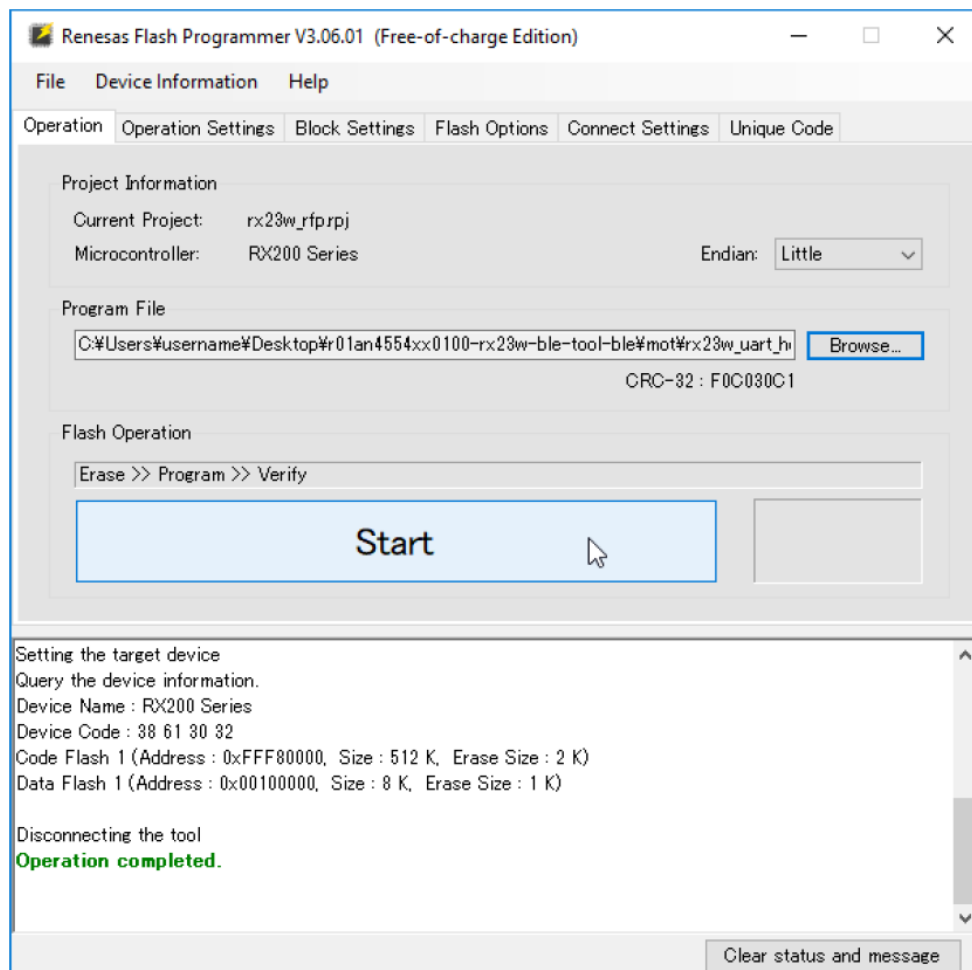 Renesas Flash Programmer V3.06.01 (Free-of-charge Edition)
File Device Information Help
Operation Operation Settings Block Settings Flash Options Connect Settings Unique Code
Project Information
Current Project: rx23w_rfp.rpj
Microcontroller: RX200 Series Endian: Little
Program File
C:¥Users¥username¥Desktop¥r01an4554xx0100-rx23w-ble-tool-ble¥mot¥rx23w_uart_h Browse...
CRC-32 : F0C030C1
Flash Operation
Erase >> Program >> Verify
Start
Setting the target device
Query the device information.
Device Name : RX200 Series
Device Code : 38 61 30 32
Code Flash 1 (Address : 0xFFF80000, Size : 512 K, Erase Size : 2 K)
Data Flash 1 (Address : 0x00100000, Size : 8 K, Erase Size : 1 K)
Disconnecting the tool
Operation completed.
Clear status and message